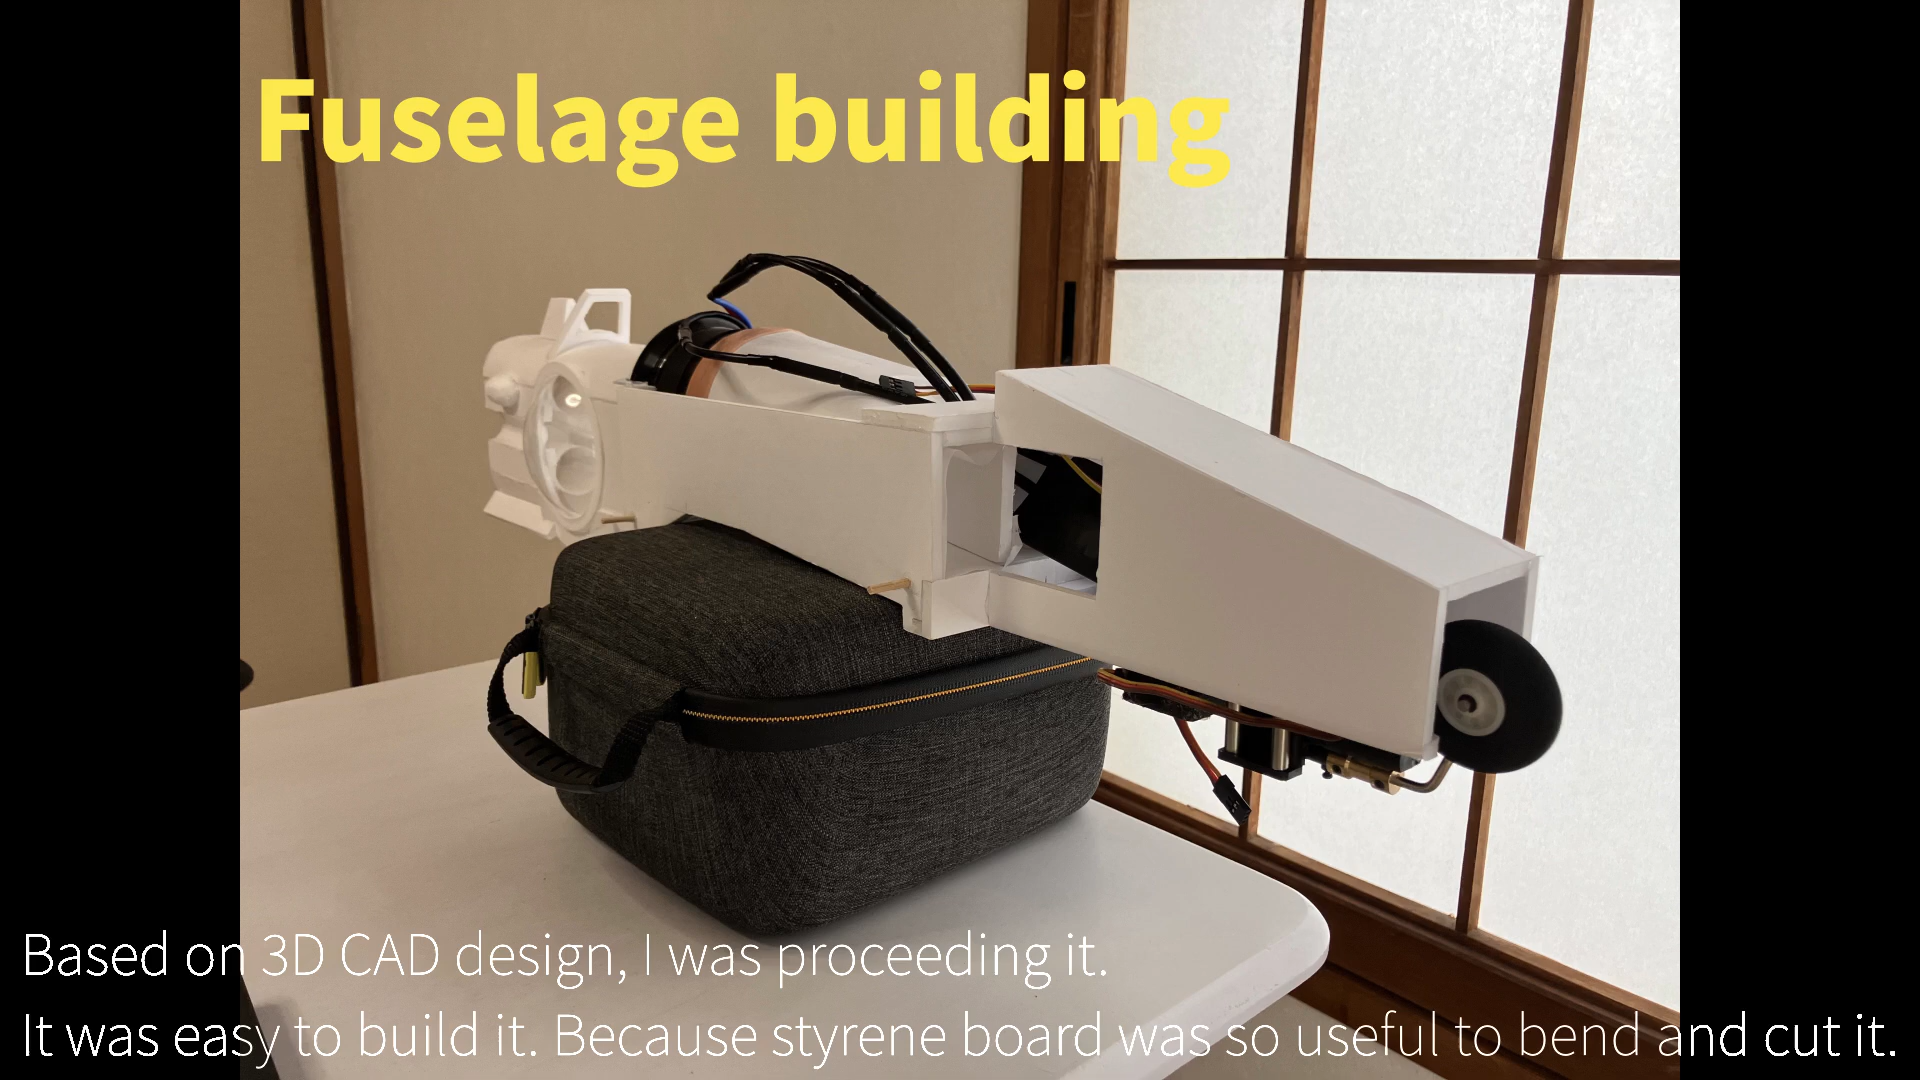 Fuselage building
Based on 3D CAD design, I was proceeding it.
It was easy to build it. Because styrene board was so useful to bend and cut it.